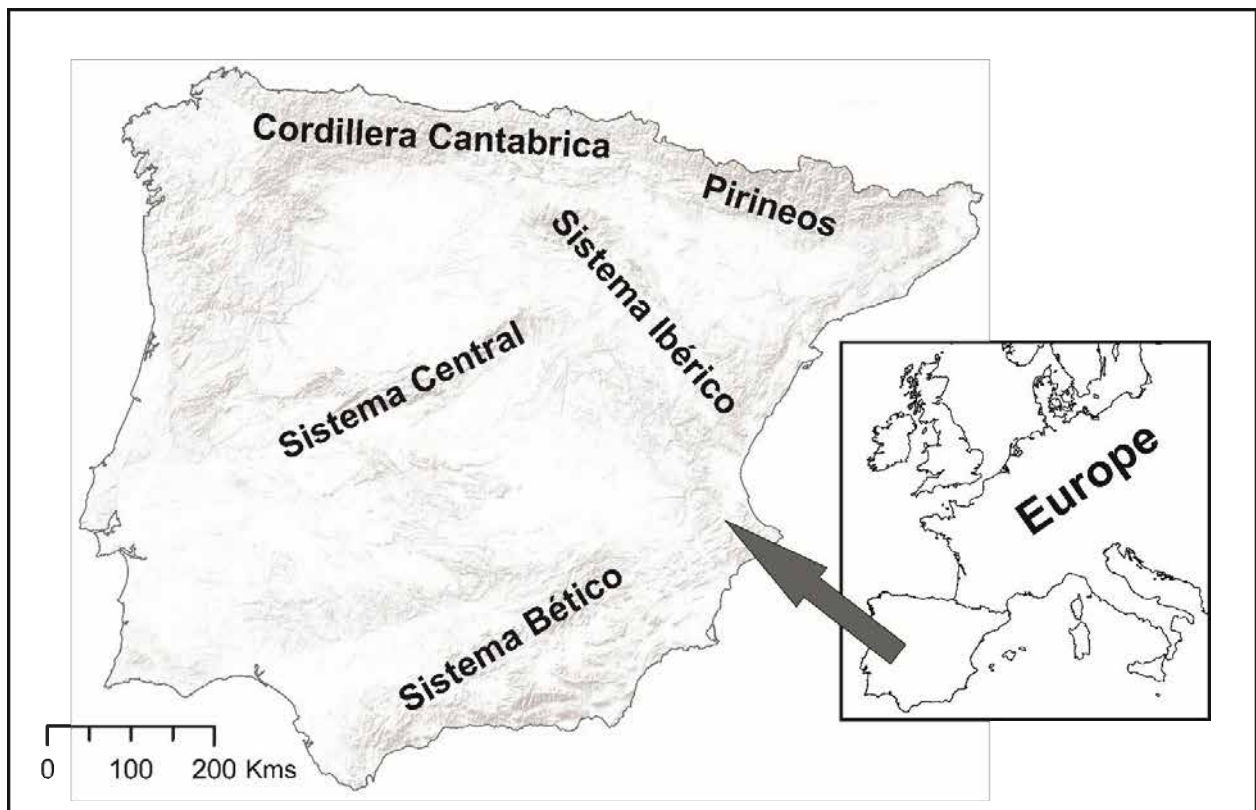 Cordillera Cantabrica
Pirineos
Sistema Ibérico
Sistema Central
Europe
Sistema Bético
0 100 200 Kms